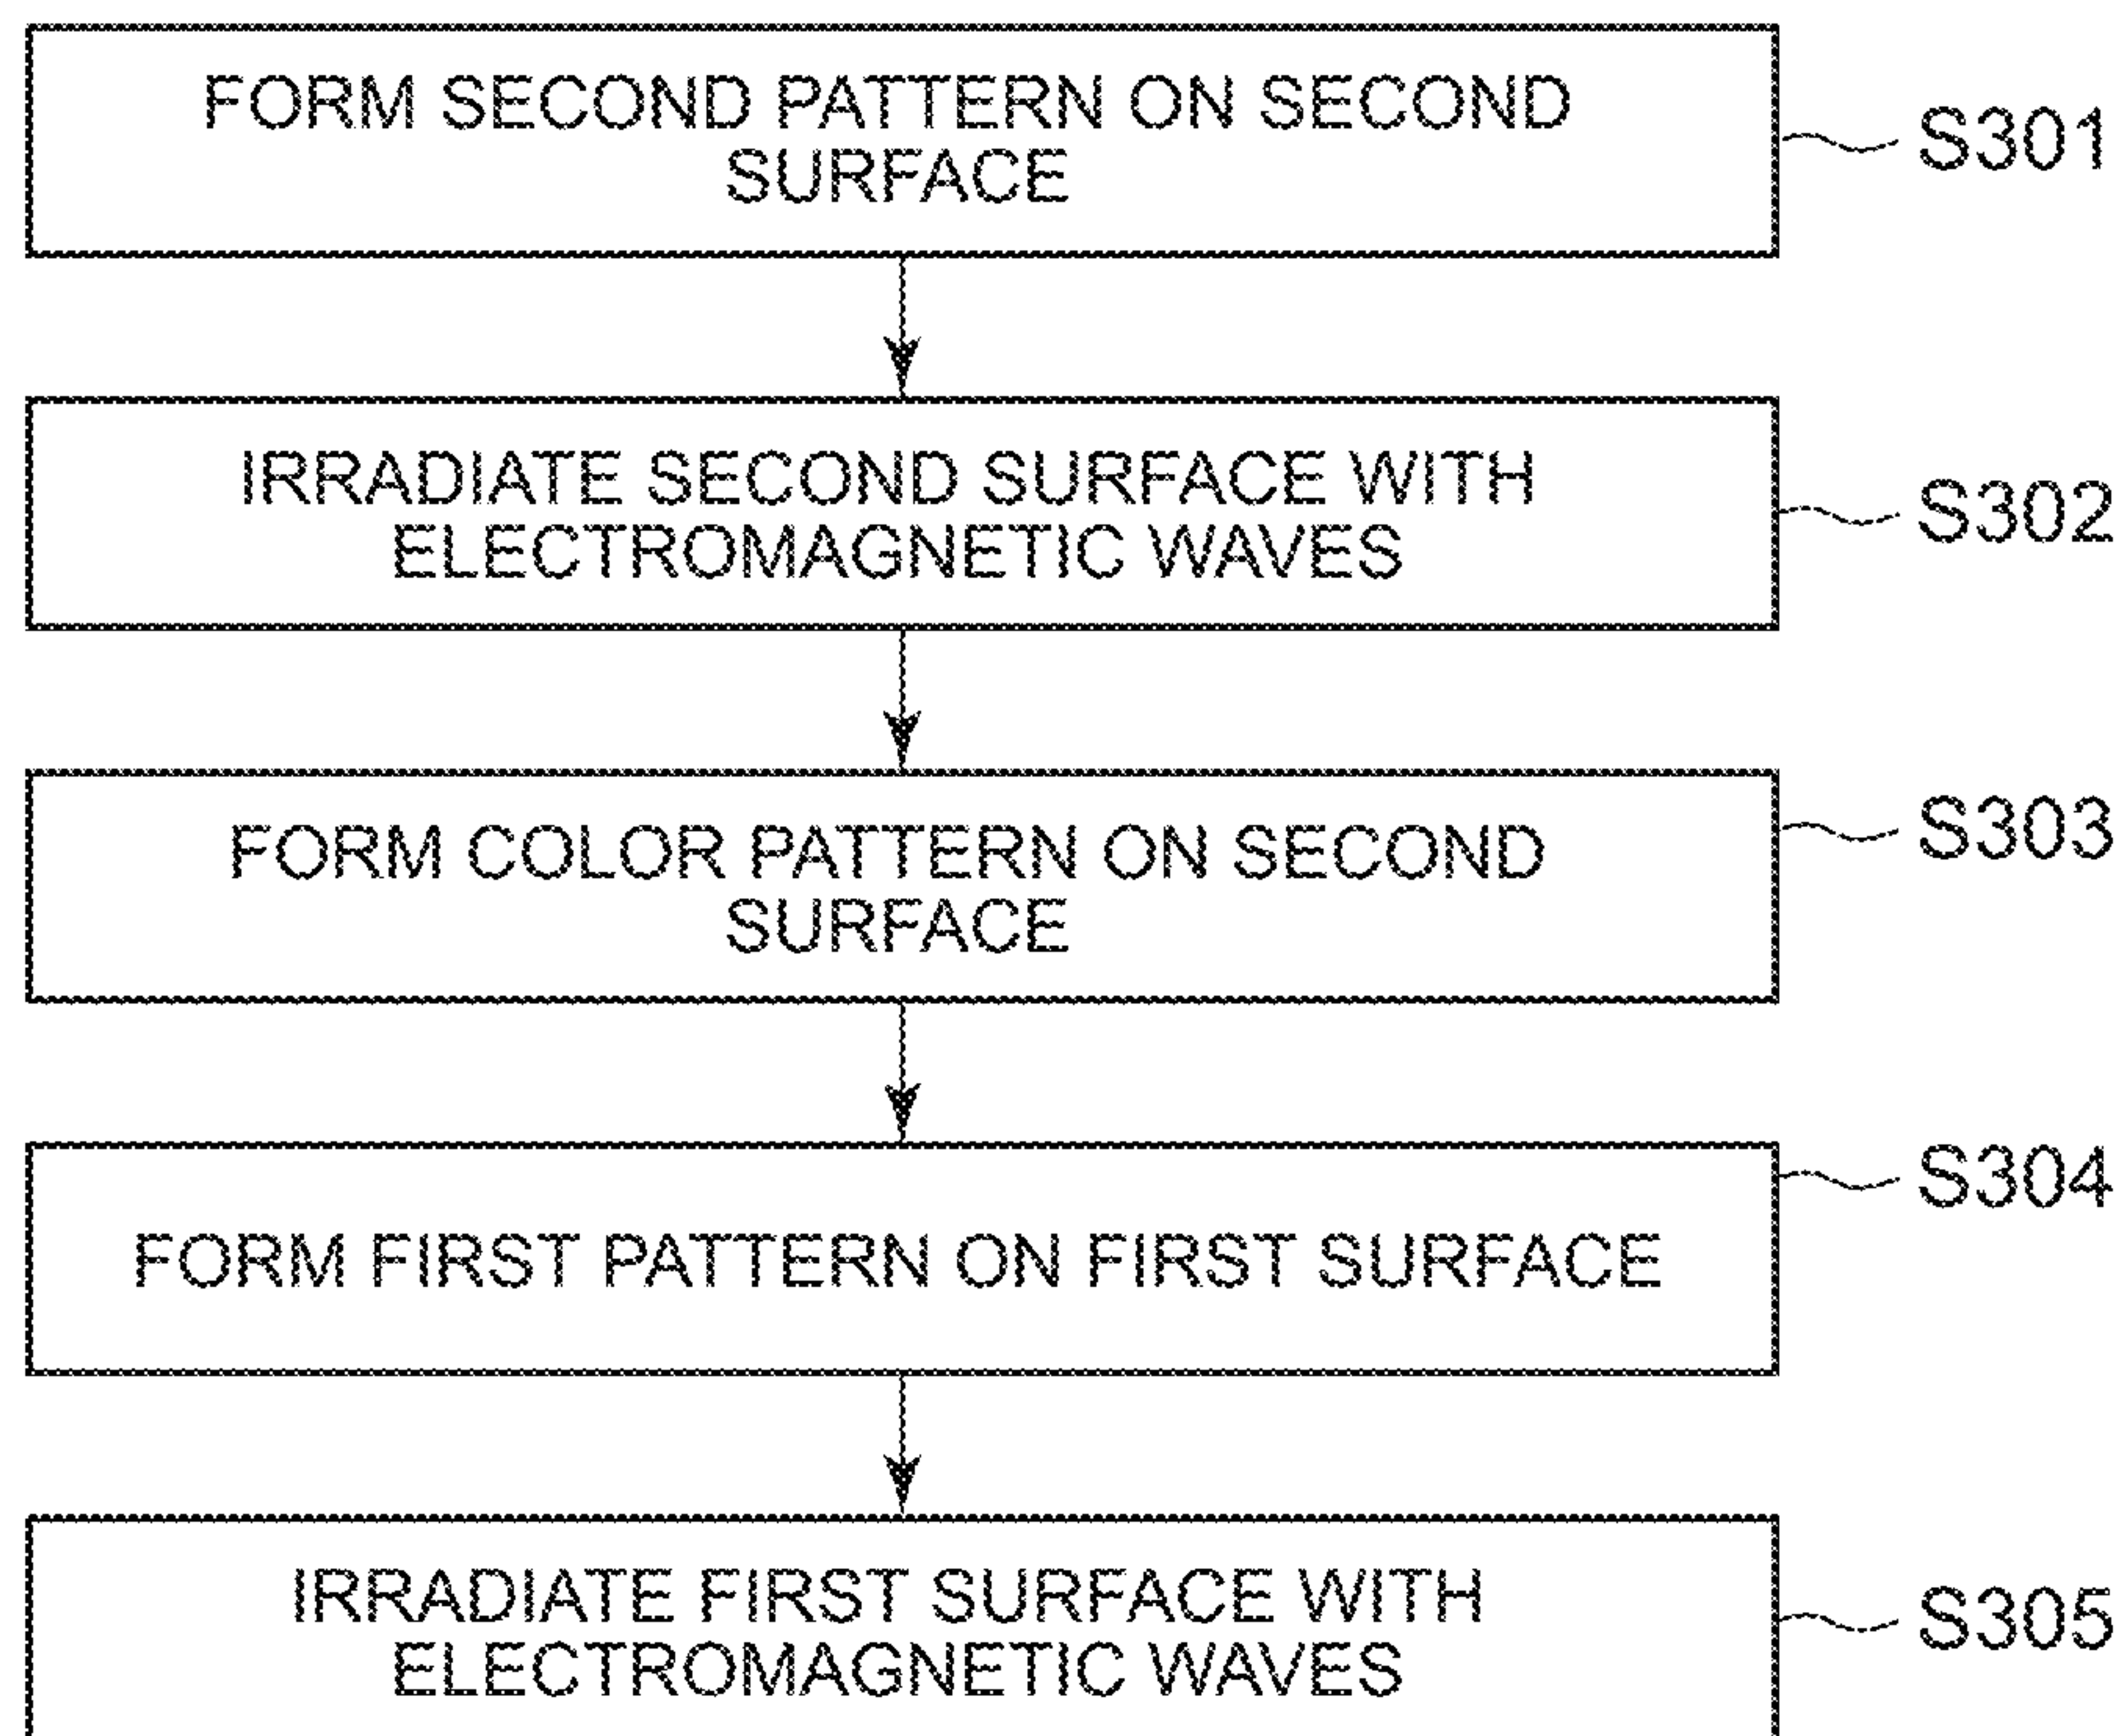 FORM SECOND PATTERN ON SECOND
SURFACE
S301
IRRADIATE SECOND SURFACE WITH
ELECTROMAGNETIC WAVES
S302
FORM COLOR PATTERN ON SECOND
SURFACE
S303
FORM FIRST PATTERN ON FIRST SURFACE
S304
IRRADIATE FIRST SURFACE WITH
ELECTROMAGNETIC WAVES
S305